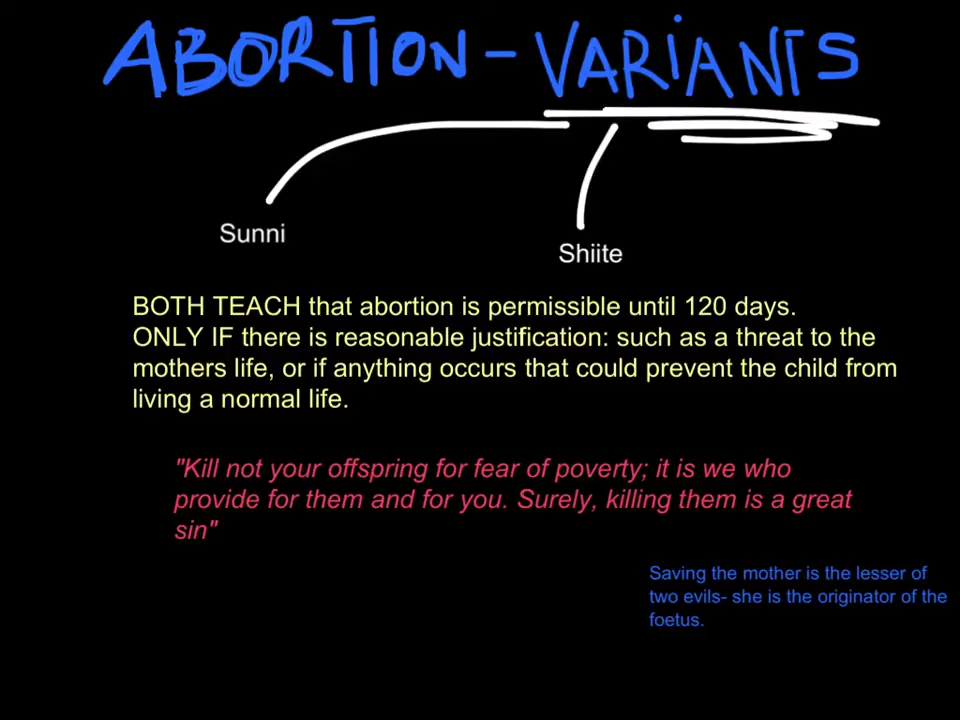 ABORTION - VARIANTS
Sunni
Shiite
BOTH TEACH that abortion is permissible until 120 days.
ONLY IF there is reasonable justification: such as a threat to the
mothers life, or if anything occurs that could prevent the child from
living a normal life.
"Kill not your offspring for fear of poverty; it is we who
provide for them and for you. Surely, killing them is a great
sin"
Saving the mother is the lesser of
two evils- she is the originator of the
foetus.